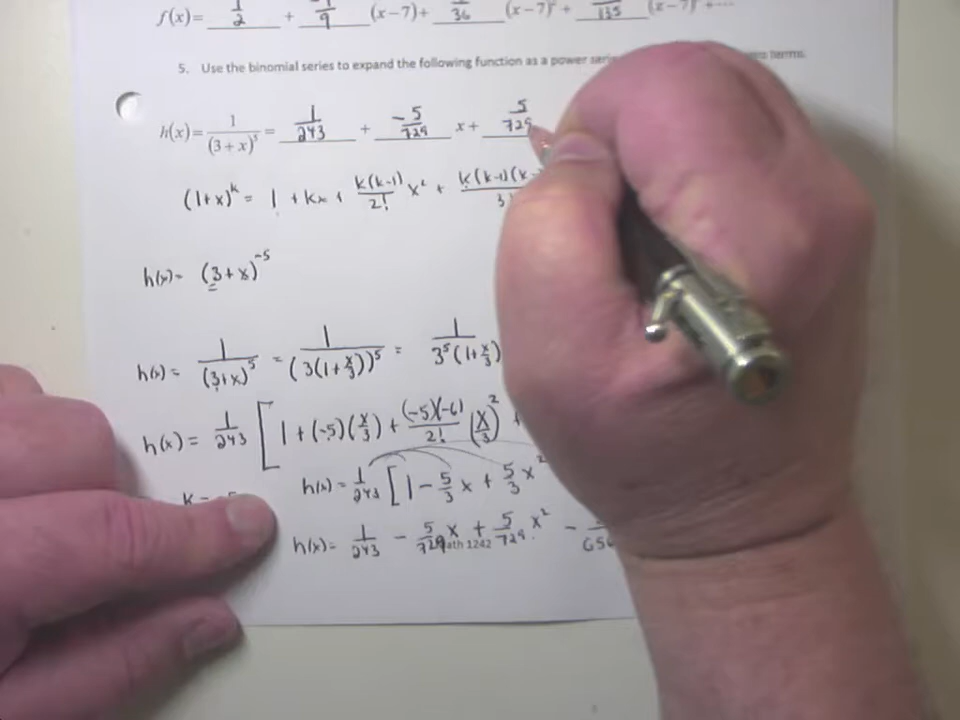 f(x) = 1/2 + -1/9 (x-7) + 36 (x-7)² + 135 (x-7)³ + ...
5. Use the binomial series to expand the following function as a power terms.
h(x) = 1/(3+x)⁵ = 1/243 + -5/729 x + 5/729
(1+x)^k = 1 + kx + k(k-1)/2! x² + k(k-1)(k-
h(x) = (3+x)^-5
h(x) = 1/(3+x)⁵ = 1/(3(1+x/3))⁵ = 1/3⁵(1+x/3)
h(x) = 1/243 [1 + (-5)(x/3) + (-5)(-6)/2! (x/3)² +
h(x) = 1/243 [1 - 5/3 x + 5/3 x²
h(x) = 1/243 - 5/729 x + 5/729 x² -
ath 1242